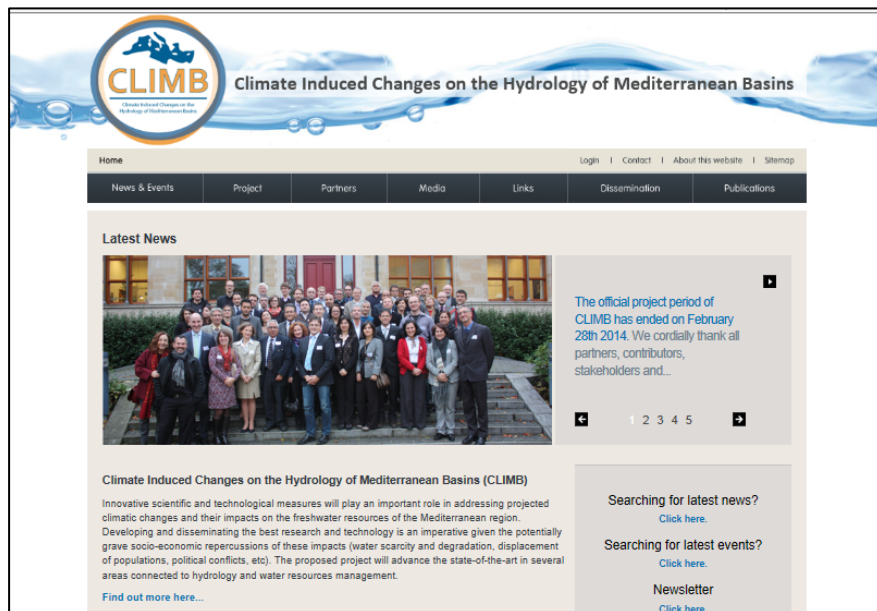 CLIMB
Climate Induced Changes on the
Hydrology of Mediterranean Basins
Climate Induced Changes on the Hydrology of Mediterranean Basins
Home
Login I Contact I About this website I Sitemap
News & Events Project Partners Media Links Dissemination Publications
Latest News
The official project period of
CLIMB has ended on February
28th 2014. We cordially thank all
partners, contributors,
stakeholders and...
1 2 3 4 5
Climate Induced Changes on the Hydrology of Mediterranean Basins (CLIMB)
Innovative scientific and technological measures will play an important role in addressing projected
climatic changes and their impacts on the freshwater resources of the Mediterranean region.
Developing and disseminating the best research and technology is an imperative given the potentially
grave socio-economic repercussions of these impacts (water scarcity and degradation, displacement
of populations, political conflicts, etc). The proposed project will advance the state-of-the-art in several
areas connected to hydrology and water resources management.
Find out more here...
Searching for latest news?
Click here.
Searching for latest events?
Click here.
Newsletter
Click here.